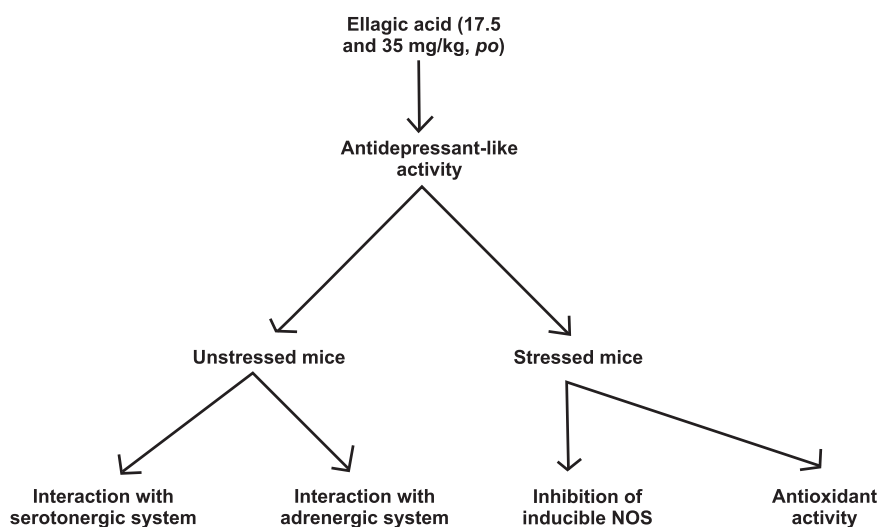 Ellagic acid (17.5
and 35 mg/kg, po)
Antidepressant-like
activity
Unstressed mice
Stressed mice
Interaction with
serotonergic system
Interaction with
adrenergic system
Inhibition of
inducible NOS
Antioxidant
activity